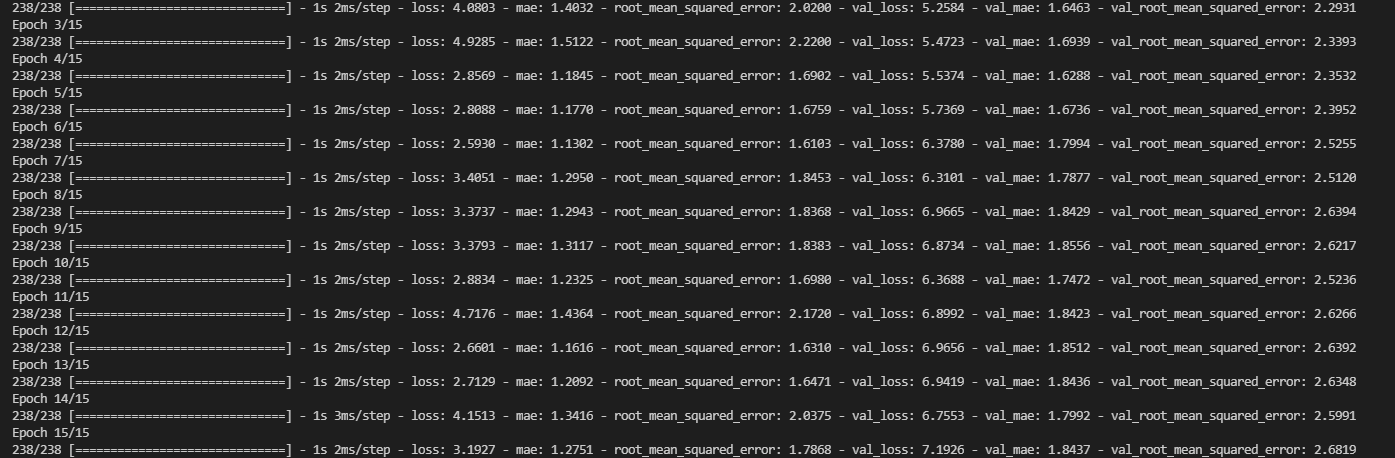 238/238 [==============================] - 1s 2ms/step - loss: 4.0803 - mae: 1.4032 - root_mean_squared_error: 2.0200 - val_loss: 5.2584 - val_mae: 1.6463 - val_root_mean_squared_error: 2.2931
Epoch 3/15
238/238 [==============================] - 1s 2ms/step - loss: 4.9285 - mae: 1.5122 - root_mean_squared_error: 2.2200 - val_loss: 5.4723 - val_mae: 1.6939 - val_root_mean_squared_error: 2.3393
Epoch 4/15
238/238 [==============================] - 1s 2ms/step - loss: 2.8569 - mae: 1.1845 - root_mean_squared_error: 1.6902 - val_loss: 5.5374 - val_mae: 1.6288 - val_root_mean_squared_error: 2.3532
Epoch 5/15
238/238 [==============================] - 1s 2ms/step - loss: 2.8088 - mae: 1.1770 - root_mean_squared_error: 1.6759 - val_loss: 5.7369 - val_mae: 1.6736 - val_root_mean_squared_error: 2.3952
Epoch 6/15
238/238 [==============================] - 1s 2ms/step - loss: 2.5930 - mae: 1.1302 - root_mean_squared_error: 1.6103 - val_loss: 6.3780 - val_mae: 1.7994 - val_root_mean_squared_error: 2.5255
Epoch 7/15
238/238 [==============================] - 1s 2ms/step - loss: 3.4051 - mae: 1.2950 - root_mean_squared_error: 1.8453 - val_loss: 6.3101 - val_mae: 1.7877 - val_root_mean_squared_error: 2.5120
Epoch 8/15
238/238 [==============================] - 1s 2ms/step - loss: 3.3737 - mae: 1.2943 - root_mean_squared_error: 1.8368 - val_loss: 6.9665 - val_mae: 1.8429 - val_root_mean_squared_error: 2.6394
Epoch 9/15
238/238 [==============================] - 1s 2ms/step - loss: 3.3793 - mae: 1.3117 - root_mean_squared_error: 1.8383 - val_loss: 6.8734 - val_mae: 1.8556 - val_root_mean_squared_error: 2.6217
Epoch 10/15
238/238 [==============================] - 1s 2ms/step - loss: 2.8834 - mae: 1.2325 - root_mean_squared_error: 1.6980 - val_loss: 6.3688 - val_mae: 1.7472 - val_root_mean_squared_error: 2.5236
Epoch 11/15
238/238 [==============================] - 1s 2ms/step - loss: 4.7176 - mae: 1.4364 - root_mean_squared_error: 2.1720 - val_loss: 6.8992 - val_mae: 1.8423 - val_root_mean_squared_error: 2.6266
Epoch 12/15
238/238 [==============================] - 1s 2ms/step - loss: 2.6601 - mae: 1.1616 - root_mean_squared_error: 1.6310 - val_loss: 6.9656 - val_mae: 1.8512 - val_root_mean_squared_error: 2.6392
Epoch 13/15
238/238 [==============================] - 1s 2ms/step - loss: 2.7129 - mae: 1.2092 - root_mean_squared_error: 1.6471 - val_loss: 6.9419 - val_mae: 1.8436 - val_root_mean_squared_error: 2.6348
Epoch 14/15
238/238 [==============================] - 1s 3ms/step - loss: 4.1513 - mae: 1.3416 - root_mean_squared_error: 2.0375 - val_loss: 6.7553 - val_mae: 1.7992 - val_root_mean_squared_error: 2.5991
Epoch 15/15
238/238 [==============================] - 1s 2ms/step - loss: 3.1927 - mae: 1.2751 - root_mean_squared_error: 1.7868 - val_loss: 7.1926 - val_mae: 1.8437 - val_root_mean_squared_error: 2.6819